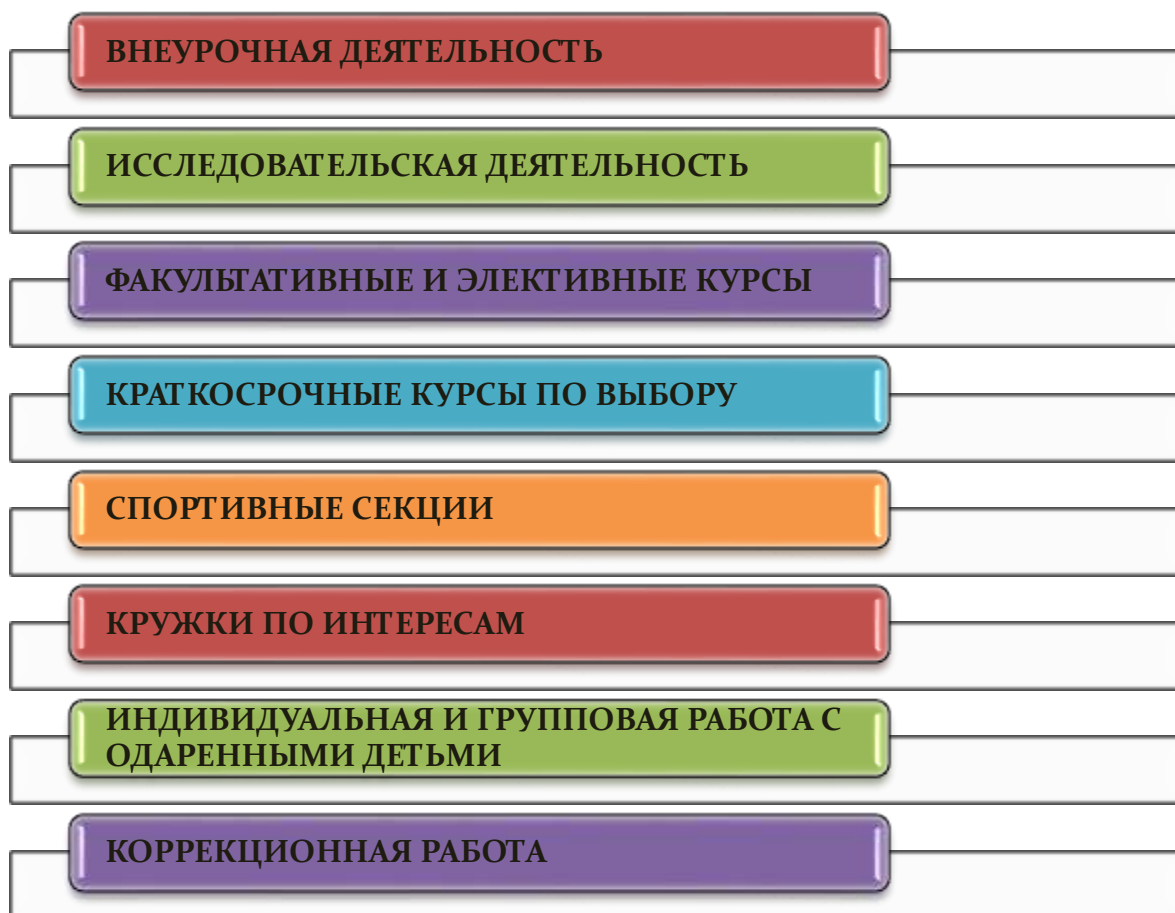 ВНЕУРОЧНАЯ ДЕЯТЕЛЬНОСТЬ
ИССЛЕДОВАТЕЛЬСКАЯ ДЕЯТЕЛЬНОСТЬ
ФАКУЛЬТАТИВНЫЕ И ЭЛЕКТИВНЫЕ КУРСЫ
КРАТКОСРОЧНЫЕ КУРСЫ ПО ВЫБОРУ
СПОРТИВНЫЕ СЕКЦИИ
КРУЖКИ ПО ИНТЕРЕСАМ
ИНДИВИДУАЛЬНАЯ И ГРУППОВАЯ РАБОТА С
ОДАРЕННЫМИ ДЕТЬМИ
КОРРЕКЦИОННАЯ РАБОТА